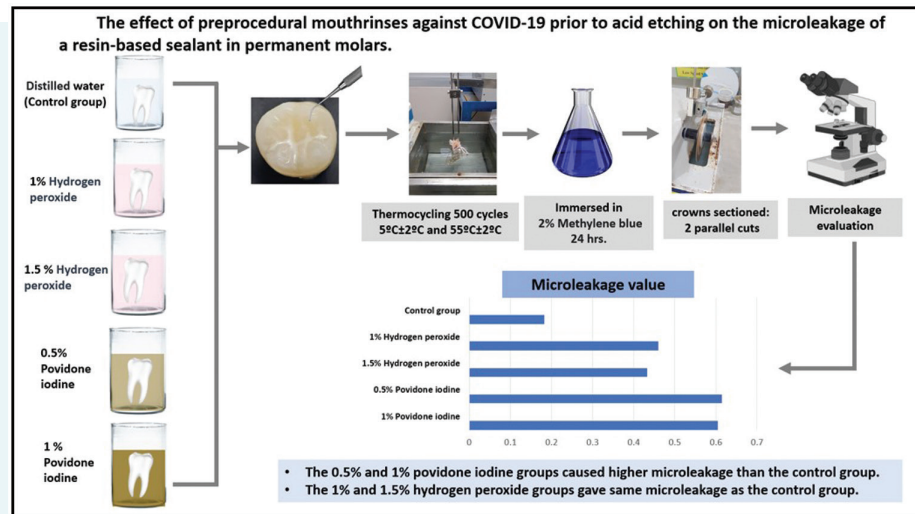 The effect of preprocedural mouthrinses against COVID-19 prior to acid etching on the microleakage of
a resin-based sealant in permanent molars.
Distilled water
(Control group)
1% Hydrogen
peroxide
1.5 % Hydrogen
peroxide
0.5%
Povidone
iodine
1 %
Povidone
iodine
Thermocycling 500 cycles
5ºC±2ºC and 55ºC±2ºC
Immersed in
2% Methylene blue
24 hrs.
crowns sectioned:
2 parallel cuts
Microleakage
evaluation
Microleakage value
Control group
1% Hydrogen peroxide
1.5% Hydrogen peroxide
0.5% Povidone iodine
1% Povidone iodine
0 0.1 0.2 0.3 0.4 0.5 0.6 0.7
• The 0.5% and 1% povidone iodine groups caused higher microleakage than the control group.
• The 1% and 1.5% hydrogen peroxide groups gave same microleakage as the control group.